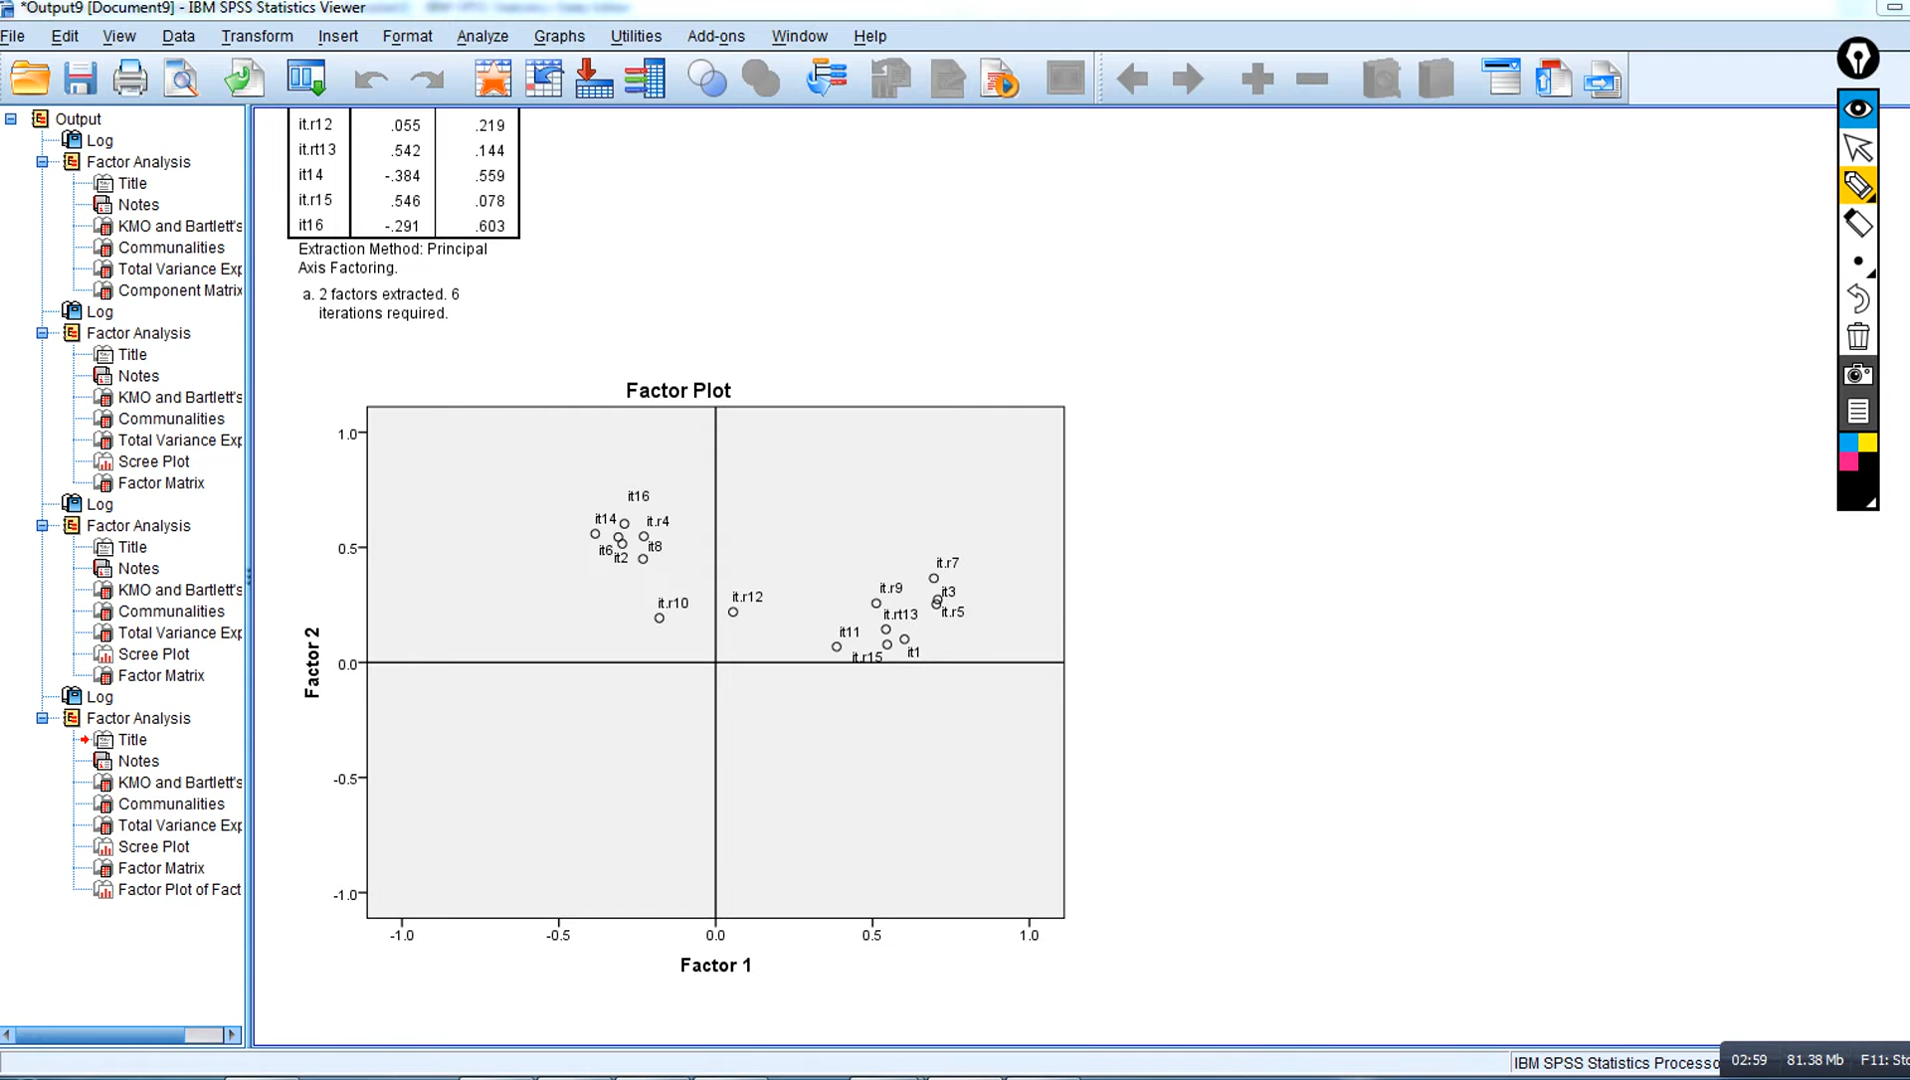 *Output9 [Document9] - IBM SPSS Statistics Viewer
File Edit View Data Transform Insert Format Analyze Graphs Utilities Add-ons Window Help
Output
Log
Factor Analysis
Title
Notes
KMO and Bartlett's
Communalities
Total Variance Exp
Component Matrix
Log
Factor Analysis
Title
Notes
KMO and Bartlett's
Communalities
Total Variance Exp
Scree Plot
Factor Matrix
Log
Factor Analysis
Title
Notes
KMO and Bartlett's
Communalities
Total Variance Exp
Scree Plot
Factor Matrix
Log
Factor Analysis
Title
Notes
KMO and Bartlett's
Communalities
Total Variance Exp
Scree Plot
Factor Matrix
Factor Plot of Fact
it.r12 .055 .219
it.rt13 .542 .144
it14 -.384 .559
it.r15 .546 .078
it16 -.291 .603
Extraction Method: Principal
Axis Factoring.
a. 2 factors extracted. 6
iterations required.
Factor Plot
1.0
0.5
0.0
-0.5
-1.0
Factor 2
it16
it14
it.r4
it6
it8
it2
it.r10
it.r12
it.r7
it.r9
it3
it.r5
it.rt13
it11
it.r15
it1
-1.0 -0.5 0.0 0.5 1.0
Factor 1
IBM SPSS Statistics Processo
02:59 81.38 Mb F11: Sto